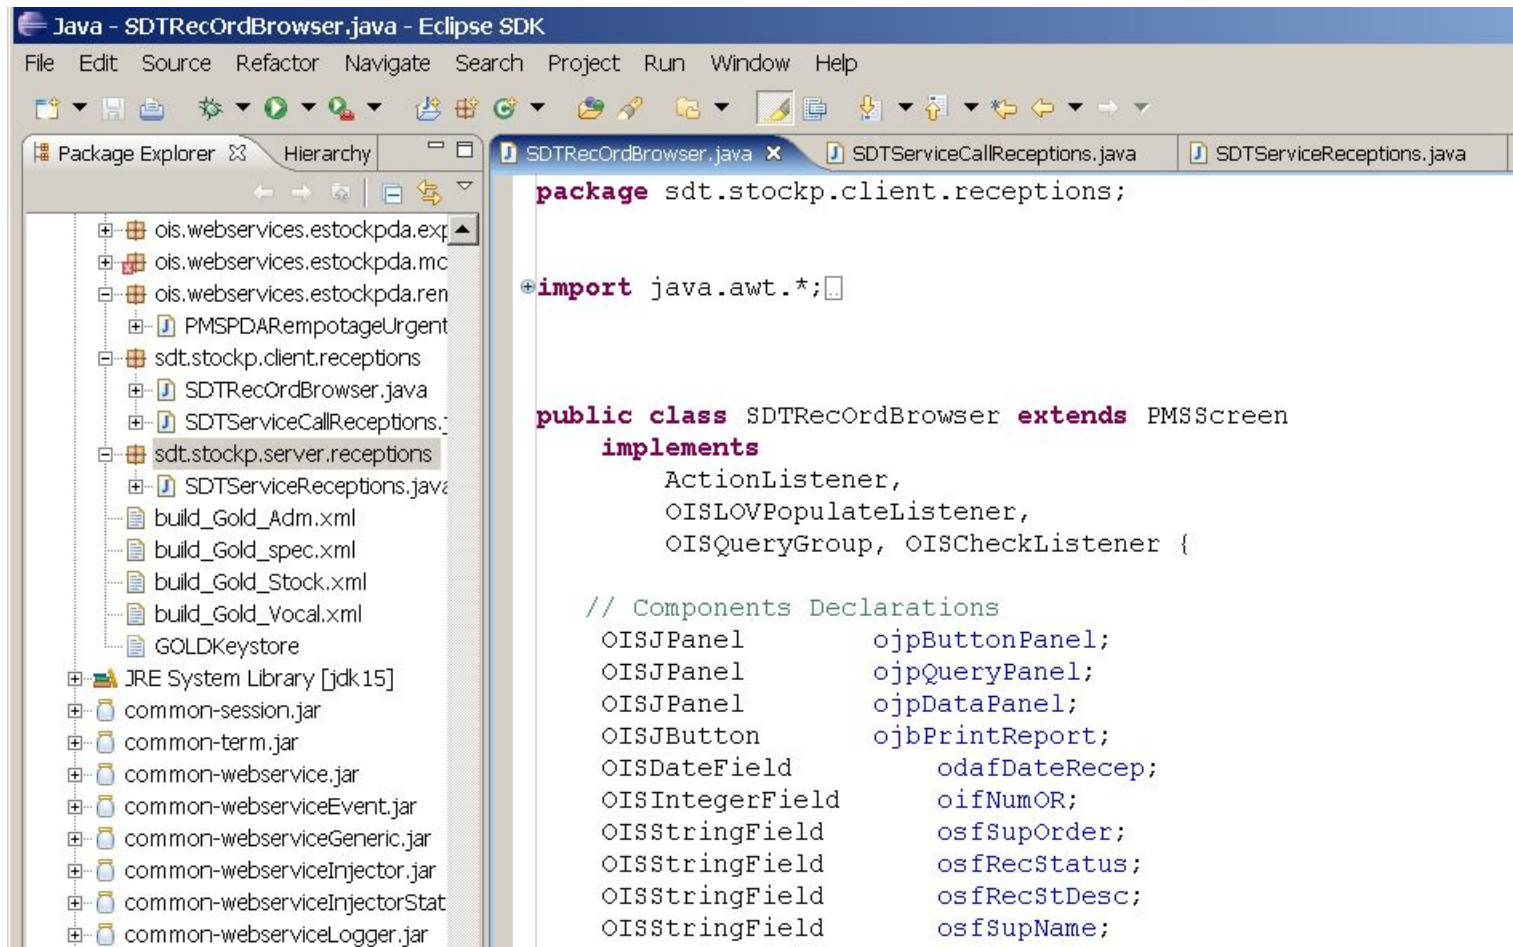 Java - SDTRecOrdBrowser.java - Eclipse SDK
File Edit Source Refactor Navigate Search Project Run Window Help
Package Explorer Hierarchy
SDTRecOrdBrowser.java SDTServiceCallReceptions.java SDTServiceReceptions.java
ois.webservices.estockpda.exp
ois.webservices.estockpda.mc
ois.webservices.estockpda.ren
PMSPDARempotageUrgent
sdt.stockp.client.receptions
SDTRecOrdBrowser.java
SDTServiceCallReceptions.j
sdt.stockp.server.receptions
SDTServiceReceptions.java
build_Gold_Adm.xml
build_Gold_spec.xml
build_Gold_Stock.xml
build_Gold_Vocal.xml
GOLDKeystore
JRE System Library [jdk15]
common-session.jar
common-term.jar
common-webservice.jar
common-webserviceEvent.jar
common-webserviceGeneric.jar
common-webserviceInjector.jar
common-webserviceInjectorStat
common-webserviceLogger.jar
package sdt.stockp.client.receptions;
import java.awt.*;
public class SDTRecOrdBrowser extends PMSScreen
implements
ActionListener,
OISLOVPopulateListener,
OISQueryGroup, OISCheckListener {
// Components Declarations
OISJPanel ojpButtonPanel;
OISJPanel ojpQueryPanel;
OISJPanel ojpDataPanel;
OISJButton ojbPrintReport;
OISDateField odafDateRecep;
OISIntegerField oifNumOR;
OISStringField osfSupOrder;
OISStringField osfRecStatus;
OISStringField osfRecStDesc;
OISStringField osfSupName;